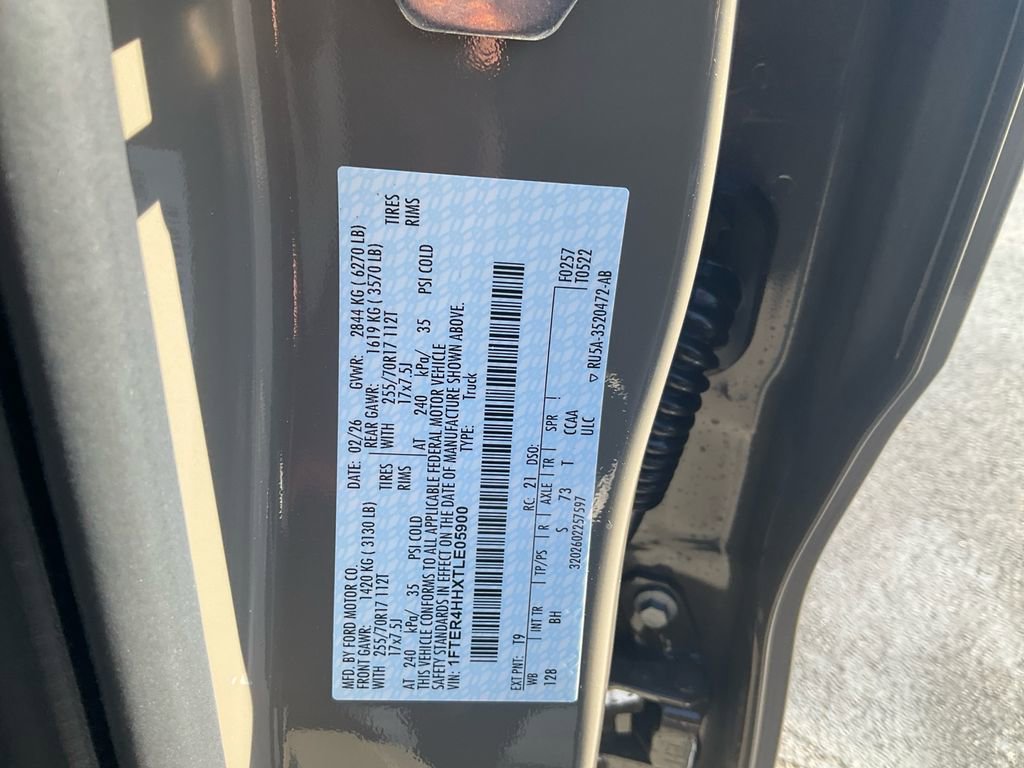 MFD. BY FORD MOTOR CO.
DATE: 02/26 GVWR: 2844 KG ( 6270 LB)
FRONT GAWR: 1420 KG ( 3130 LB)
REAR GAWR: 1619 KG ( 3570 LB)
WITH 255/70R17 112T TIRES
WITH 255/70R17 112T TIRES
17x7.5J RIMS
17x7.5J RIMS
AT 240 kPa/ 35 PSI COLD
AT 240 kPa/ 35 PSI COLD
THIS VEHICLE CONFORMS TO ALL APPLICABLE FEDERAL MOTOR VEHICLE
SAFETY STANDARDS IN EFFECT ON THE DATE OF MANUFACTURE SHOWN ABOVE.
VIN: 1FTER4HHXTLE05900 TYPE: Truck
F0257
T0522
EXT PNT: T9 RC: 21 DSO:
WB INT TR TP/PS R AXLE TR SPR
128 BH S 73 T CCAA
UJC
3202602257597
▽ RU5A-3520472-AB